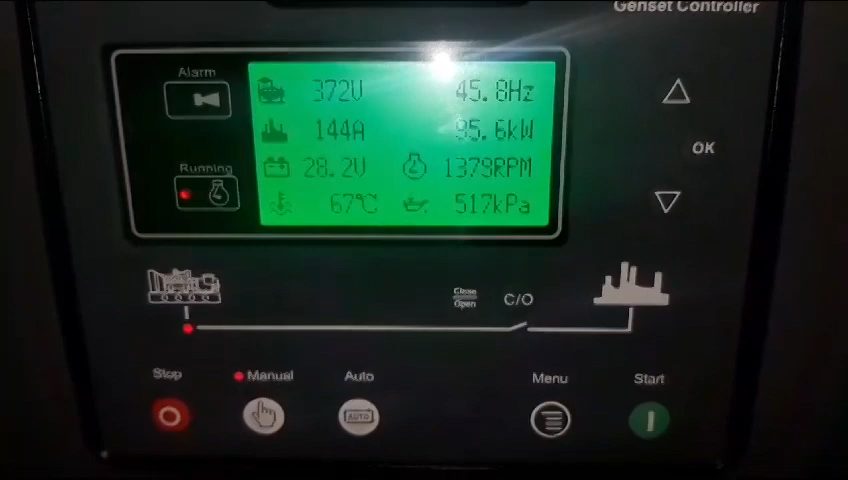 Genset Controller
Alarm
372V 45.8Hz
144A 95.6kW
Running
28.2V 1379RPM
67℃ 517kPa
OK
Close
Open
C/O
Stop
Manual
Auto
Menu
Start
AUTO